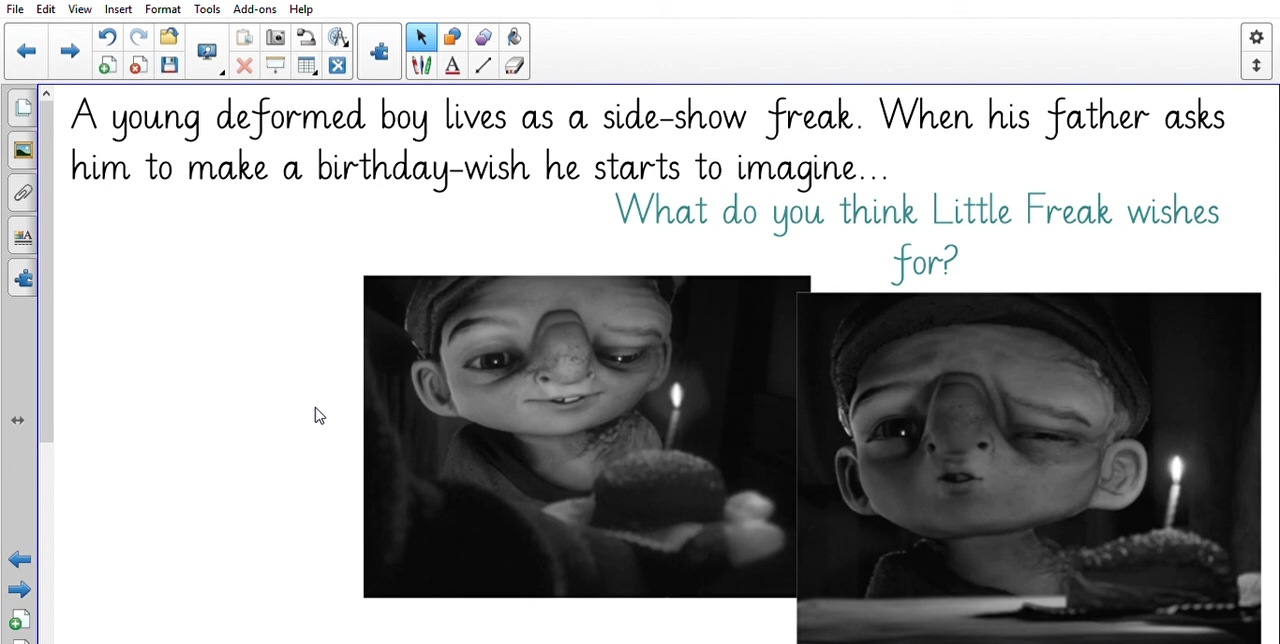 File Edit View Insert Format Tools Add-ons Help
A young deformed boy lives as a side-show freak. When his father asks
him to make a birthday-wish he starts to imagine...
What do you think Little Freak wishes
for?